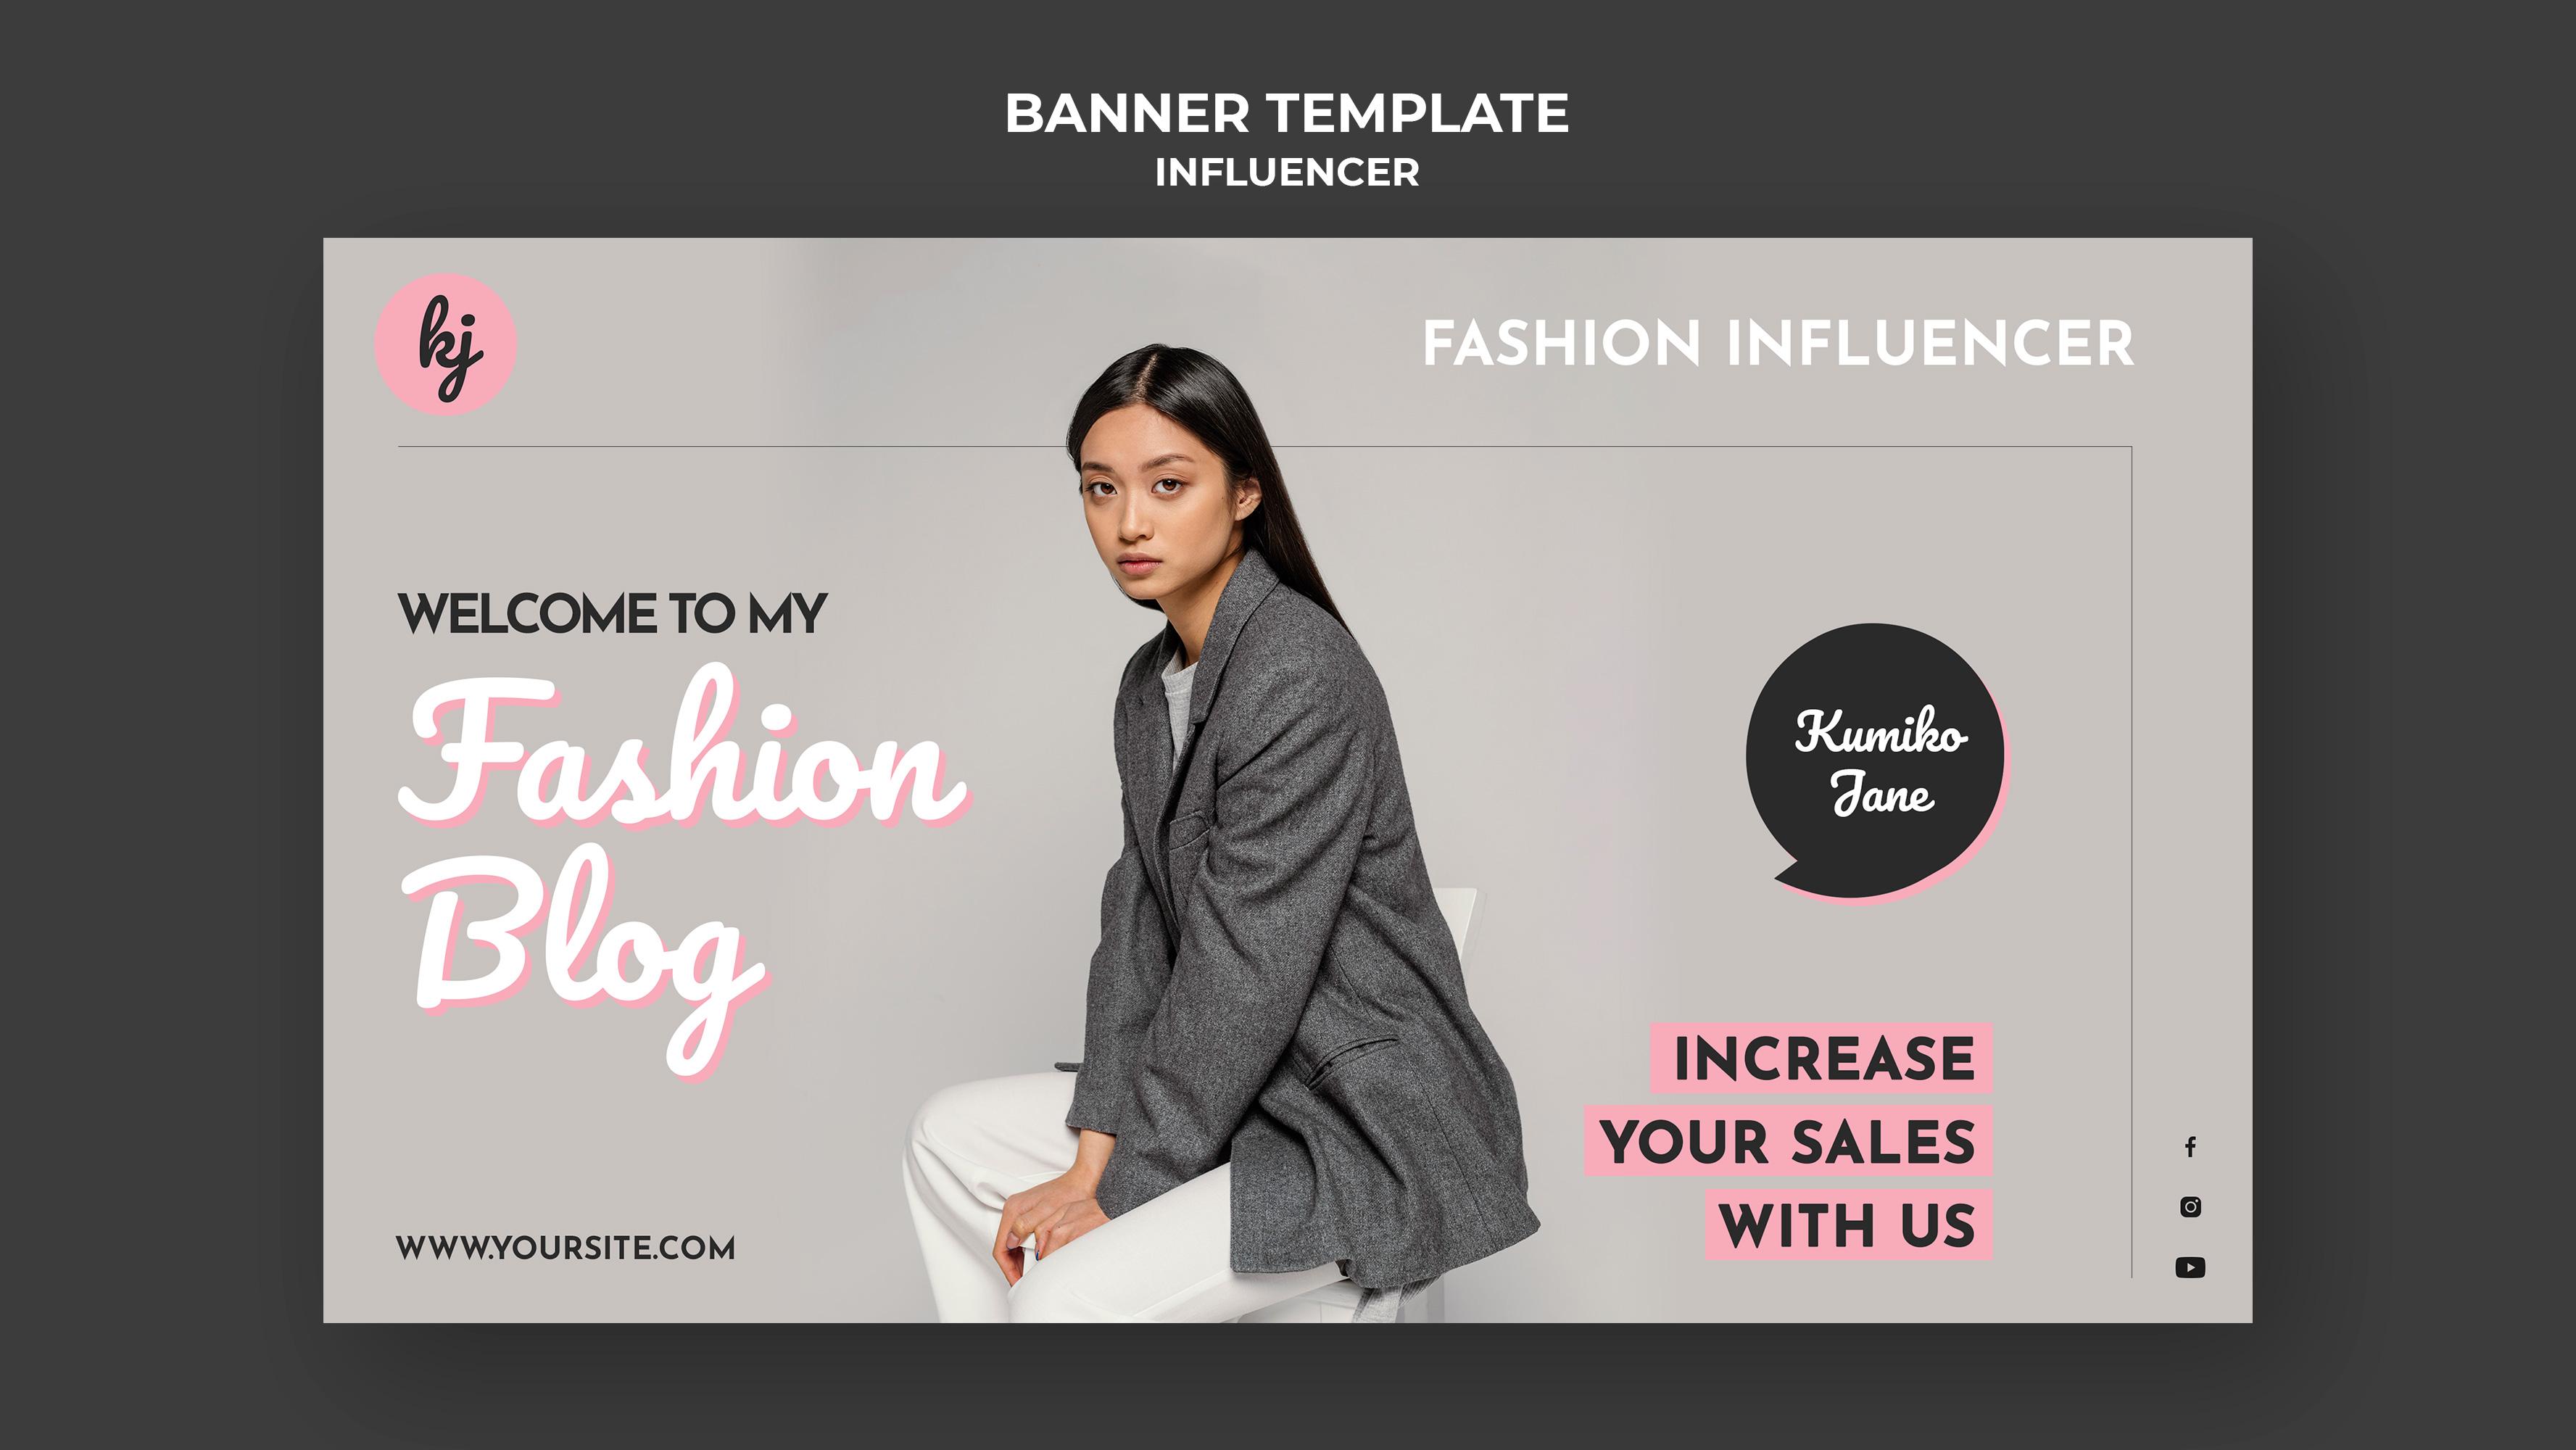 BANNER TEMPLATE
INFLUENCER
kj
FASHION INFLUENCER
WELCOME TO MY
Fashion
Blog
Kumiko
Jane
INCREASE
YOUR SALES
WITH US
WWW.YOURSITE.COM